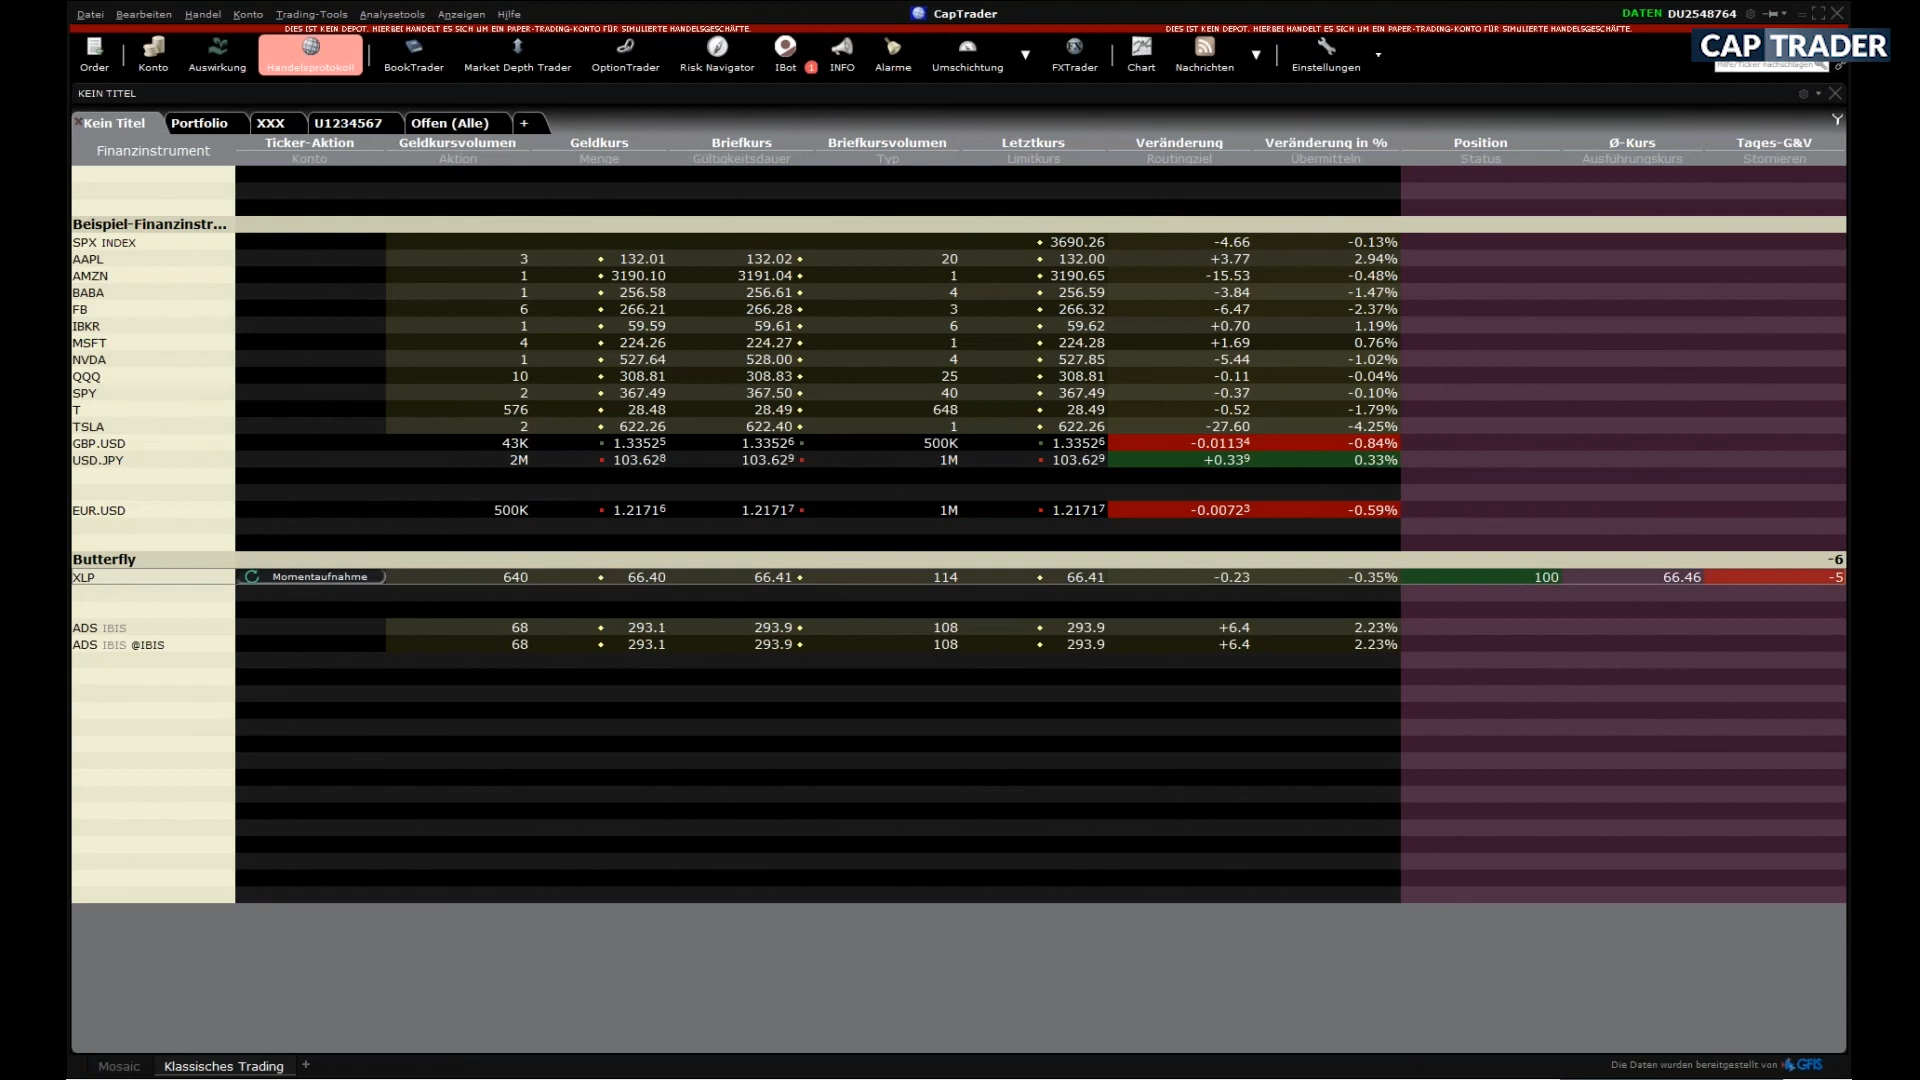 Datei Bearbeiten Handel Konto Trading-Tools Analysetools Anzeigen Hilfe CapTrader DATEN DU2548764
DIES IST KEIN DEPOT. HIERBEI HANDELT ES SICH UM EIN PAPER-TRADING-KONTO FÜR SIMULIERTE HANDELSGESCHÄFTE. DIES IST KEIN DEPOT. HIERBEI HANDELT ES SICH UM EIN PAPER-TRADING-KONTO FÜR SIMULIERTE HANDELSGESCHÄFTE.
CAP TRADER
Order Konto Auswirkung Handelsprotokoll BookTrader Market Depth Trader OptionTrader Risk Navigator IBot 1 INFO Alarme Umschichtung FXTrader Chart Nachrichten Einstellungen
KEIN TITEL
Kein Titel Portfolio XXX U1234567 Offen (Alle) +
Finanzinstrument Ticker-Aktion Geldkursvolumen Geldkurs Briefkurs Briefkursvolumen Letztkurs Veränderung Veränderung in % Position Ø-Kurs Tages-G&V
Konto Aktion Menge Gültigkeitsdauer Typ Limitkurs Routingziel Übermitteln Status Ausführungskurs Stornieren
Beispiel-Finanzinstr...
SPX INDEX 3690.26 -4.66 -0.13%
AAPL 3 132.01 132.02 20 132.00 +3.77 2.94%
AMZN 1 3190.10 3191.04 1 3190.65 -15.53 -0.48%
BABA 1 256.58 256.61 4 256.59 -3.84 -1.47%
FB 6 266.21 266.28 3 266.32 -6.47 -2.37%
IBKR 1 59.59 59.61 6 59.62 +0.70 1.19%
MSFT 4 224.26 224.27 1 224.28 +1.69 0.76%
NVDA 1 527.64 528.00 4 527.85 -5.44 -1.02%
QQQ 10 308.81 308.83 25 308.81 -0.11 -0.04%
SPY 2 367.49 367.50 40 367.49 -0.37 -0.10%
T 576 28.48 28.49 648 28.49 -0.52 -1.79%
TSLA 2 622.26 622.40 1 622.26 -27.60 -4.25%
GBP.USD 43K 1.3352⁵ 1.3352⁶ 500K 1.3352⁶ -0.0113⁴ -0.84%
USD.JPY 2M 103.62⁸ 103.62⁹ 1M 103.62⁹ +0.33⁹ 0.33%
EUR.USD 500K 1.2171⁶ 1.2171⁷ 1M 1.2171⁷ -0.0072³ -0.59%
Butterfly -6
XLP Momentaufnahme 640 66.40 66.41 114 66.41 -0.23 -0.35% 100 66.46 -5
ADS IBIS 68 293.1 293.9 108 293.9 +6.4 2.23%
ADS IBIS @IBIS 68 293.1 293.9 108 293.9 +6.4 2.23%
Mosaic Klassisches Trading + Die Daten wurden bereitgestellt von GFIS